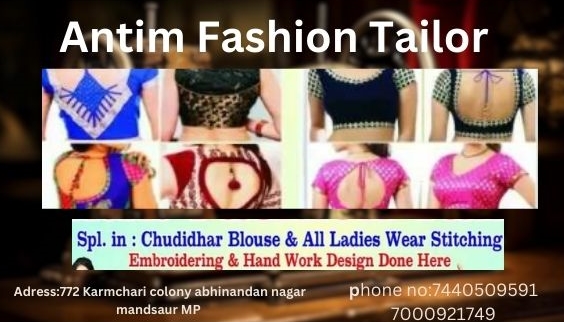 Antim Fashion Tailor
Spl. in : Chudidhar Blouse & All Ladies Wear Stitching
Embroidering & Hand Work Design Done Here
Adress:772 Karmchari colony abhinandan nagar
mandsaur MP
phone no:7440509591
7000921749